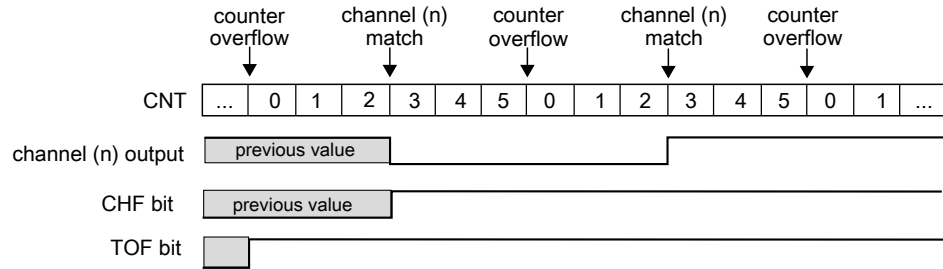 counter overflow
channel (n) match
counter overflow
channel (n) match
counter overflow
CNT ... 0 1 2 3 4 5 0 1 2 3 4 5 0 1 ...
channel (n) output previous value
CHF bit previous value
TOF bit